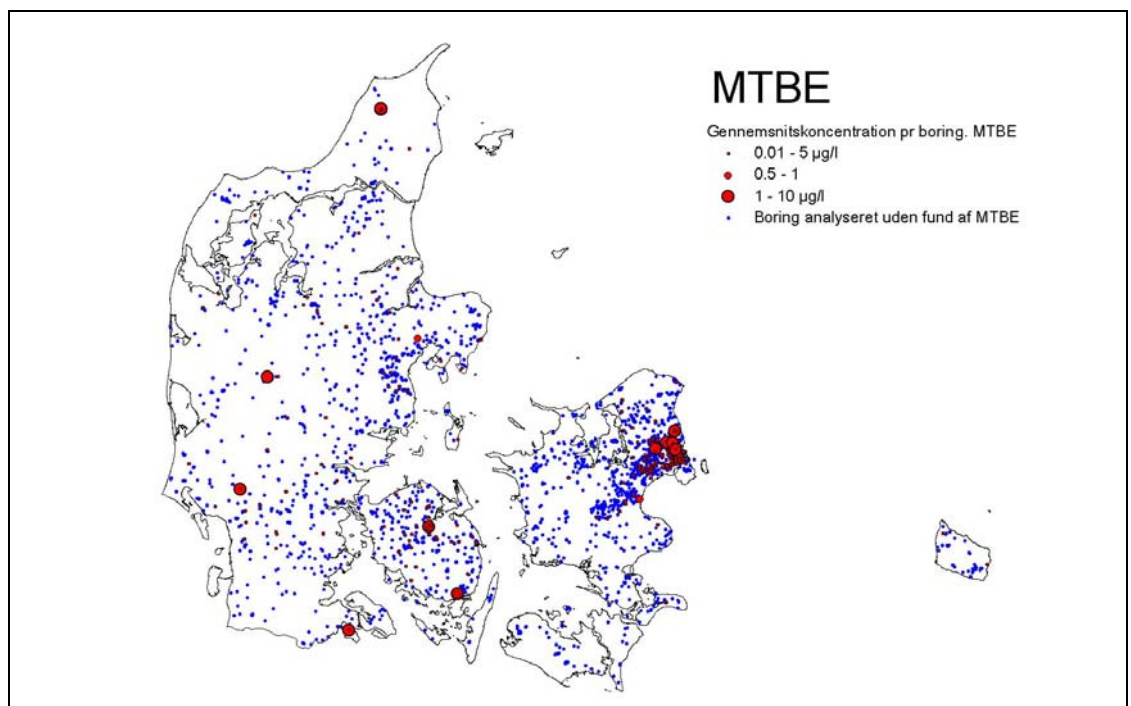 MTBE
Gennemsnitskoncentration pr boring. MTBE
0.01 - 5 µg/l
0.5 - 1
1 - 10 µg/l
Boring analyseret uden fund af MTBE